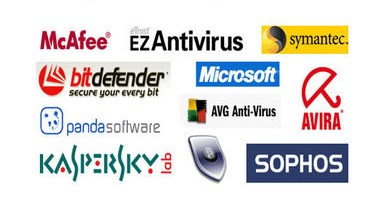 McAfee®
eTrust
EZ Antivirus
symantec.
bitdefender
secure your every bit
Microsoft
AVG Anti-Virus
AVIRA
pandasoftware
KASPERSKY lab
SOPHOS